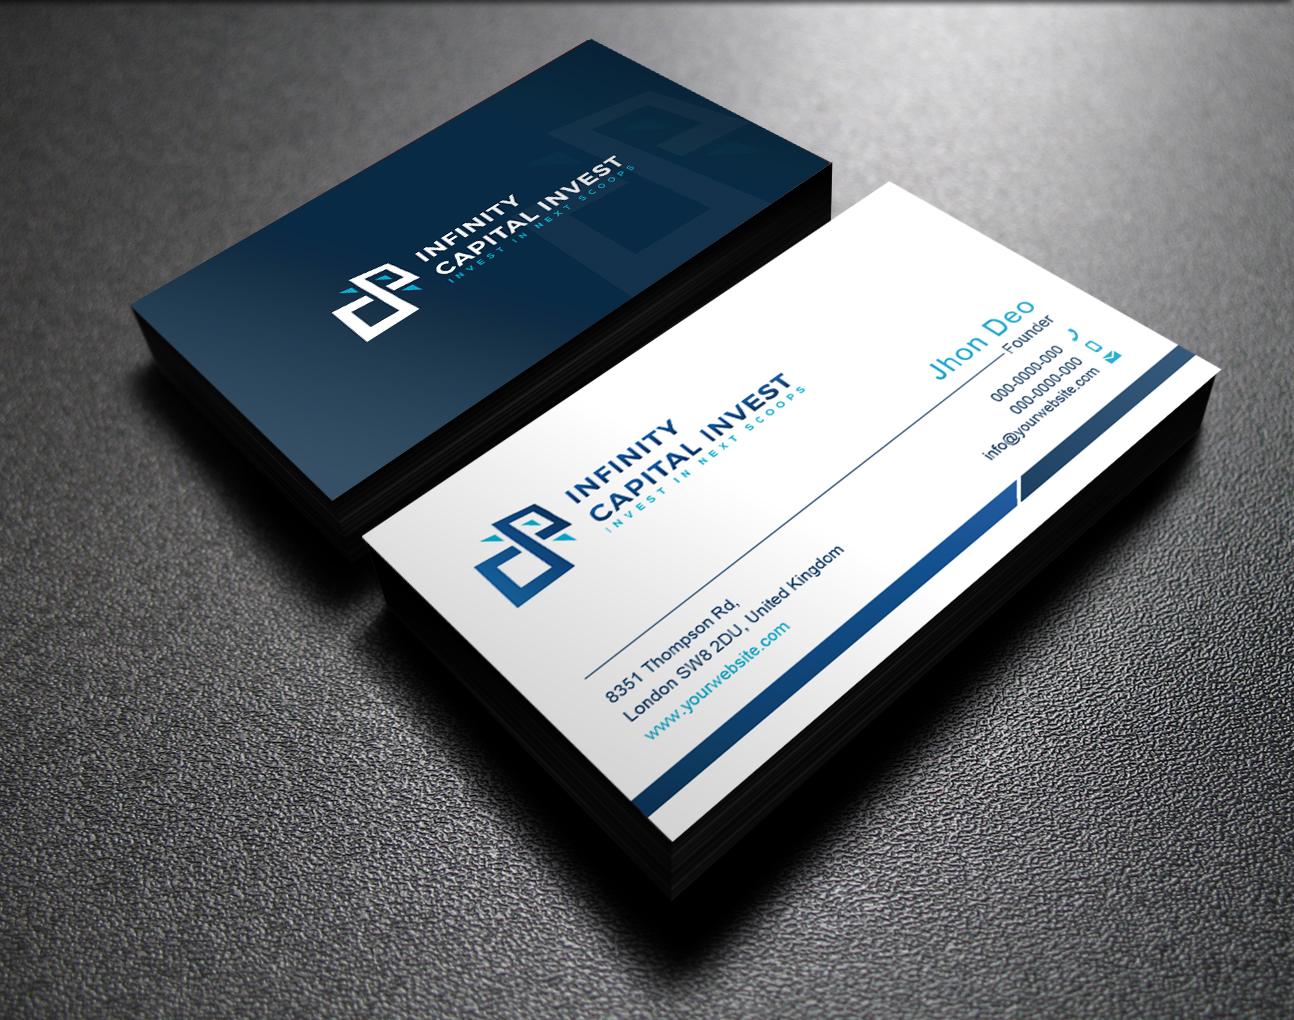 INFINITY
CAPITAL INVEST
INVEST IN NEXT SCOOPS
INFINITY
CAPITAL INVEST
INVEST IN NEXT SCOOPS
Jhon Deo
Founder
000-0000-000
000-0000-000
info@yourwebsite.com
8351 Thompson Rd,
London SW8 2DU, United Kingdom
www.yourwebsite.com